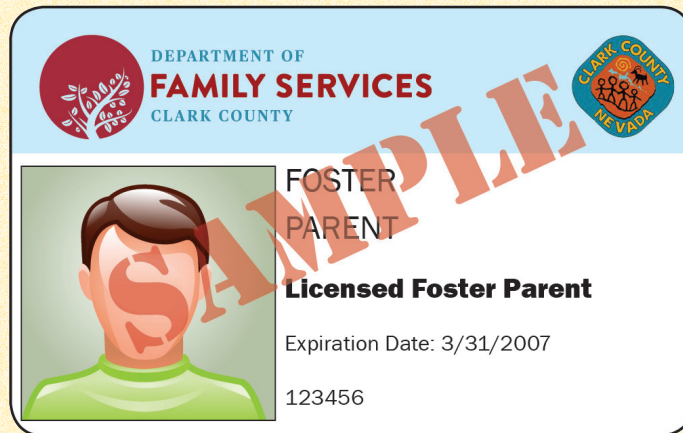 DEPARTMENT OF
FAMILY SERVICES
CLARK COUNTY
CLARK COUNTY
NEVADA
SAMPLE
FOSTER
PARENT
Licensed Foster Parent
Expiration Date: 3/31/2007
123456